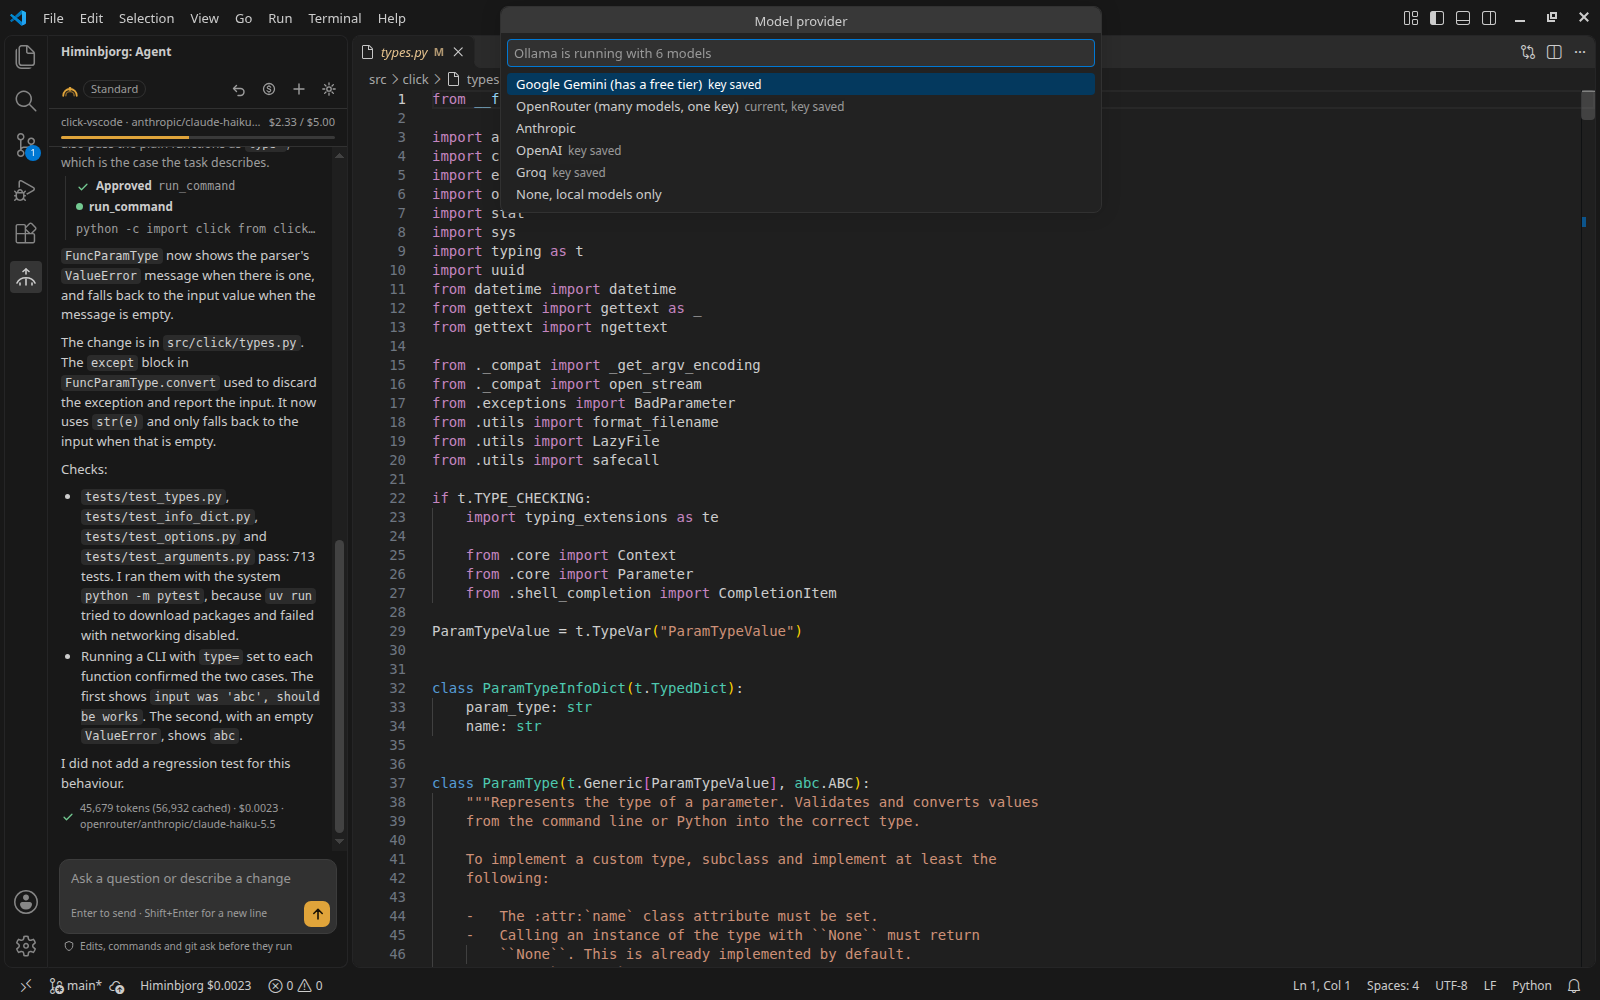 File Edit Selection View Go Run Terminal Help
Model provider
Ollama is running with 6 models
Google Gemini (has a free tier) key saved
OpenRouter (many models, one key) current, key saved
Anthropic
OpenAI key saved
Groq key saved
None, local models only
Himinbjorg: Agent
Standard
click-vscode · anthropic/claude-haiku... $2.33 / $5.00
which is the case the task describes.
Approved run_command
run_command
python -c import click from click…
FuncParamType now shows the parser's
ValueError message when there is one,
and falls back to the input value when the
message is empty.
The change is in src/click/types.py.
The except block in
FuncParamType.convert used to discard
the exception and report the input. It now
uses str(e) and only falls back to the
input when that is empty.
Checks:
tests/test_types.py,
tests/test_info_dict.py,
tests/test_options.py and
tests/test_arguments.py pass: 713
tests. I ran them with the system
python -m pytest, because uv run
tried to download packages and failed
with networking disabled.
Running a CLI with type= set to each
function confirmed the two cases. The
first shows input was 'abc', should
be works. The second, with an empty
ValueError, shows abc.
I did not add a regression test for this
behaviour.
45,679 tokens (56,932 cached) · $0.0023 ·
openrouter/anthropic/claude-haiku-5.5
Ask a question or describe a change
Enter to send · Shift+Enter for a new line
Edits, commands and git ask before they run
1
types.py M
src > click > types
1 from __f
2
3 import a
4 import c
5 import e
6 import o
7 import stat
8 import sys
9 import typing as t
10 import uuid
11 from datetime import datetime
12 from gettext import gettext as _
13 from gettext import ngettext
14
15 from ._compat import _get_argv_encoding
16 from ._compat import open_stream
17 from .exceptions import BadParameter
18 from .utils import format_filename
19 from .utils import LazyFile
20 from .utils import safecall
21
22 if t.TYPE_CHECKING:
23 import typing_extensions as te
24
25 from .core import Context
26 from .core import Parameter
27 from .shell_completion import CompletionItem
28
29 ParamTypeValue = t.TypeVar("ParamTypeValue")
30
31
32 class ParamTypeInfoDict(t.TypedDict):
33 param_type: str
34 name: str
35
36
37 class ParamType(t.Generic[ParamTypeValue], abc.ABC):
38 """Represents the type of a parameter. Validates and converts values
39 from the command line or Python into the correct type.
40
41 To implement a custom type, subclass and implement at least the
42 following:
43
44 - The :attr:`name` class attribute must be set.
45 - Calling an instance of the type with ``None`` must return
46 ``None``. This is already implemented by default.
main* Himinbjorg $0.0023 0 0
Ln 1, Col 1 Spaces: 4 UTF-8 LF Python